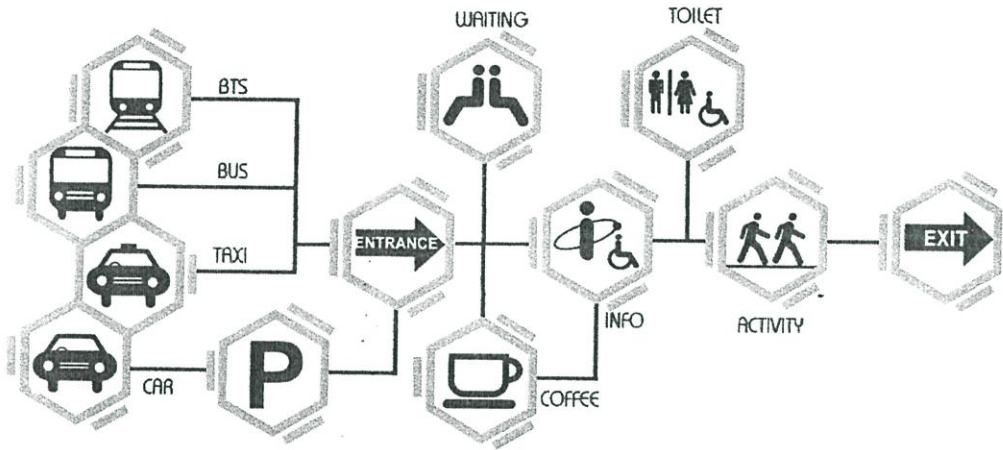 WAITING
TOILET
BTS
BUS
TAXI
ENTRANCE
EXIT
INFO
ACTIVITY
CAR
P
COFFEE